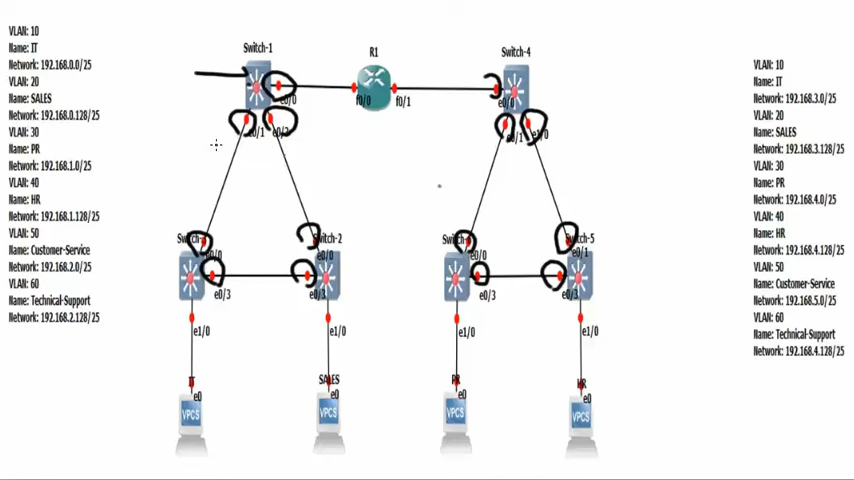 VLAN: 10
Name: IT
Network: 192.168.0.0/25
VLAN: 20
Name: SALES
Network: 192.168.0.128/25
VLAN: 30
Name: PR
Network: 192.168.1.0/25
VLAN: 40
Name: HR
Network: 192.168.1.128/25
VLAN: 50
Name: Customer-Service
Network: 192.168.2.0/25
VLAN: 60
Name: Technical-Support
Network: 192.168.2.128/25
Switch-1
R1
Switch-4
e0/0
f0/0
f0/1
e0/0
e0/1
e0/2
e0/1
e1/0
Switch-2
Switch-5
e0/0
e0/0
e0/0
e0/1
e0/3
e0/3
e0/3
e0/3
e1/0
e1/0
e1/0
e1/0
IT
SALES
PR
HR
e0
e0
e0
e0
VPCS
VPCS
VPCS
VPCS
VLAN: 10
Name: IT
Network: 192.168.3.0/25
VLAN: 20
Name: SALES
Network: 192.168.3.128/25
VLAN: 30
Name: PR
Network: 192.168.4.0/25
VLAN: 40
Name: HR
Network: 192.168.4.128/25
VLAN: 50
Name: Customer-Service
Network: 192.168.5.0/25
VLAN: 60
Name: Technical-Support
Network: 192.168.4.128/25